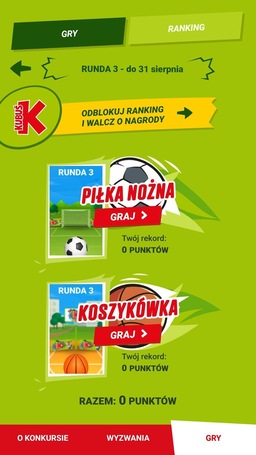 GRY
RANKING
RUNDA 3 - do 31 sierpnia
KUBUŚ
K
ODBLOKUJ RANKING
I WALCZ O NAGRODY
RUNDA 3
PIŁKA NOŻNA
GRAJ
Twój rekord:
0 PUNKTÓW
RUNDA 3
KOSZYKÓWKA
GRAJ
Twój rekord:
0 PUNKTÓW
RAZEM: 0 PUNKTÓW
O KONKURSIE
WYZWANIA
GRY